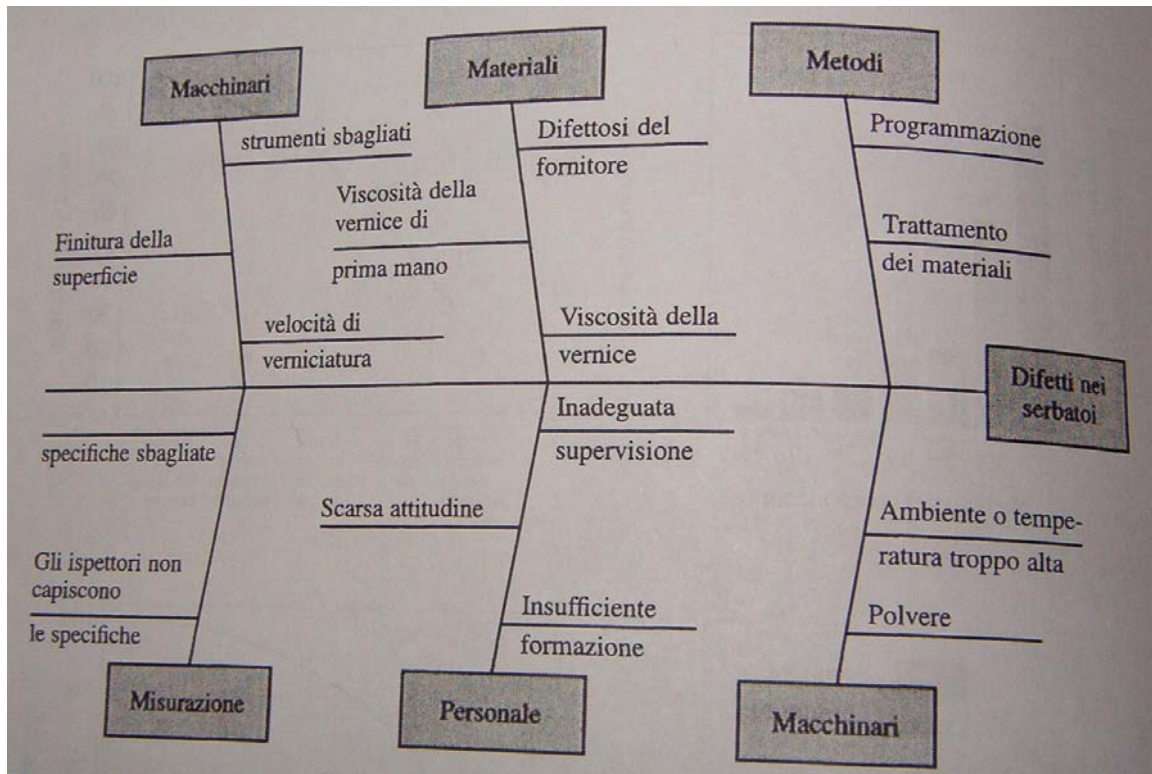 Macchinari
strumenti sbagliati
Finitura della
superficie
velocità di
verniciatura
Materiali
Difettosi del
fornitore
Viscosità della
vernice di
prima mano
Viscosità della
vernice
Metodi
Programmazione
Trattamento
dei materiali
Difetti nei
serbatoi
specifiche sbagliate
Gli ispettori non
capiscono
le specifiche
Misurazione
Inadeguata
supervisione
Scarsa attitudine
Insufficiente
formazione
Personale
Ambiente o tempe-
ratura troppo alta
Polvere
Macchinari